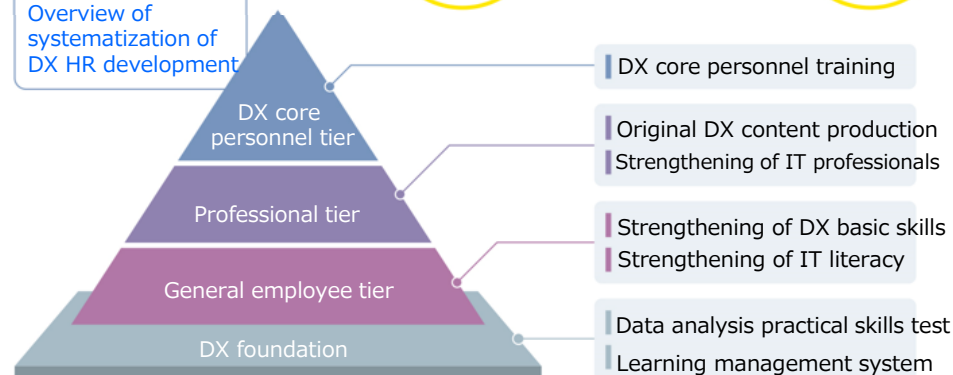 Overview of
systematization of
DX HR development
DX core
personnel tier
Professional tier
General employee tier
DX foundation
DX core personnel training
Original DX content production
Strengthening of IT professionals
Strengthening of DX basic skills
Strengthening of IT literacy
Data analysis practical skills test
Learning management system